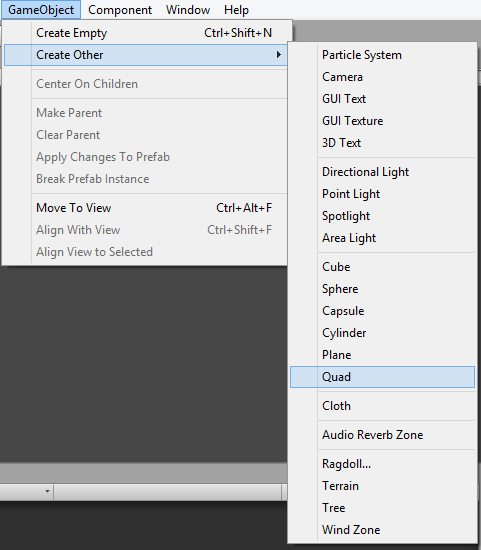 GameObject Component Window Help
Create Empty Ctrl+Shift+N
Create Other
Center On Children
Make Parent
Clear Parent
Apply Changes To Prefab
Break Prefab Instance
Move To View Ctrl+Alt+F
Align With View Ctrl+Shift+F
Align View to Selected
Particle System
Camera
GUI Text
GUI Texture
3D Text
Directional Light
Point Light
Spotlight
Area Light
Cube
Sphere
Capsule
Cylinder
Plane
Quad
Cloth
Audio Reverb Zone
Ragdoll...
Terrain
Tree
Wind Zone